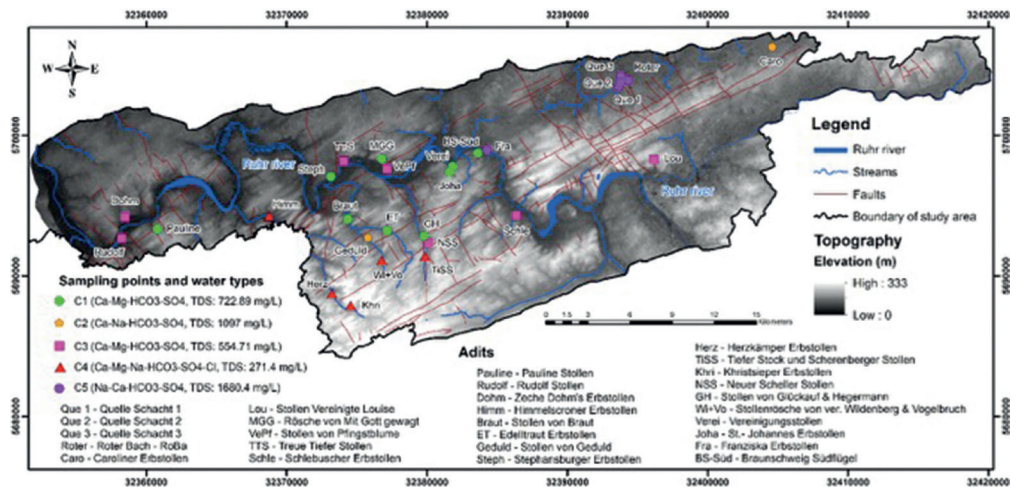 32360000 32370000 32380000 32390000 32400000 32410000 32420000
N
W E
S
Que 3
Roter
Que 2
Que 1
Caro
5700000
5700000
Ruhr river
TTS
MGG
BS-Süd
Fra
Verei
VePf
Joha
Steph
Lou
Ruhr river
Dohm
Pauline
Rudolf
Himm
Braut
ET
GH
NSS
Geduld
Wi+Vo
TiSS
Schle
Herz
Khri
Legend
Ruhr river
Streams
Faults
Boundary of study area
Topography
Elevation (m)
High : 333
Low : 0
5690000
5690000
0 1.5 3 6 9 12 15
Kilometers
Sampling points and water types
C1 (Ca-Mg-HCO3-SO4, TDS: 722.89 mg/L)
C2 (Ca-Na-HCO3-SO4, TDS: 1097 mg/L)
C3 (Ca-Mg-HCO3-SO4, TDS: 554.71 mg/L)
C4 (Ca-Mg-Na-HCO3-SO4-Cl, TDS: 271.4 mg/L)
C5 (Na-Ca-HCO3-SO4, TDS: 1680.4 mg/L)
Adits
Que 1 - Quelle Schacht 1
Que 2 - Quelle Schacht 2
Que 3 - Quelle Schacht 3
Roter - Roter Bach - RoBa
Caro - Caroliner Erbstollen
Lou - Stollen Vereinigte Louise
MGG - Rösche von Mit Gott gewagt
VePf - Stollen von Pfingstblume
TTS - Treue Tiefer Stollen
Schle - Schlebuscher Erbstollen
Pauline - Pauline Stollen
Rudolf - Rudolf Stollen
Dohm - Zeche Dohm's Erbstollen
Himm - Himmelscroner Erbstollen
Braut - Stollen von Braut
ET - Edelltraut Erbstollen
Geduld - Stollen von Geduld
Steph - Stephansburger Erbstollen
Herz - Herzkämper Erbstollen
TiSS - Tiefer Stock und Scherenberger Stollen
Khri - Khristsieper Erbstollen
NSS - Neuer Scheller Stollen
GH - Stollen von Glückauf & Hegermann
Wi+Vo - Stollenrösche von ver. Wildenberg & Vogelbruch
Verei - Vereinigungsstollen
Joha - St.- Johannes Erbstollen
Fra - Franziska Erbstollen
BS-Süd - Braunschweig Südflügel
5680000
5680000
32360000 32370000 32380000 32390000 32400000 32410000 32420000